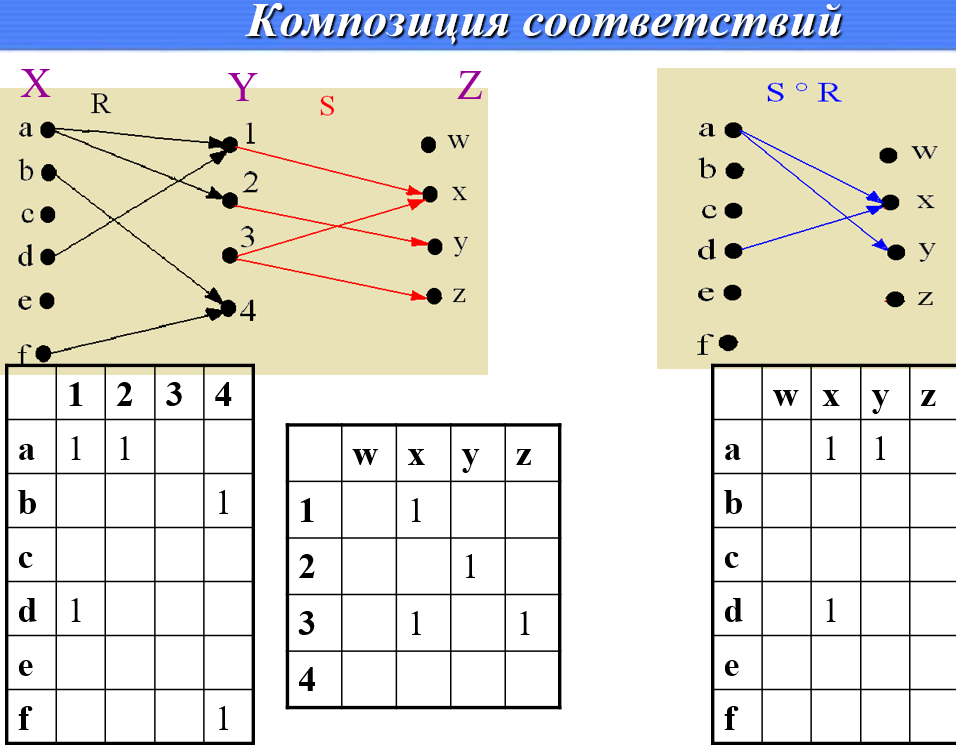 Композиция соответствий
X R Y S Z
a 1 w
b 2 x
c 3 y
d 4 z
e
f
S ° R
a w
b x
c y
d z
e
f
1 2 3 4
a 1 1
b 1
c
d 1
e
f 1
w x y z
1 1
2 1
3 1 1
4
w x y z
a 1 1
b
c
d 1
e
f